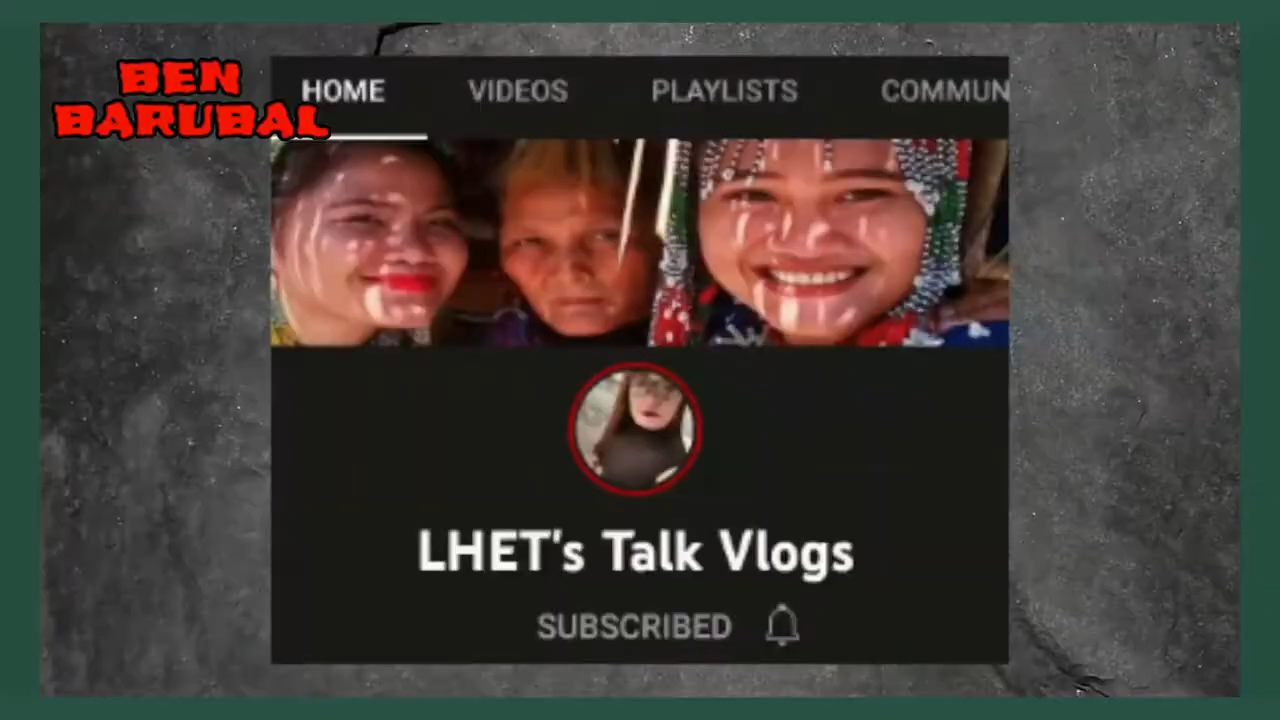 BEN
BARUBAL
HOME VIDEOS PLAYLISTS COMMUN
LHET's Talk Vlogs
SUBSCRIBED